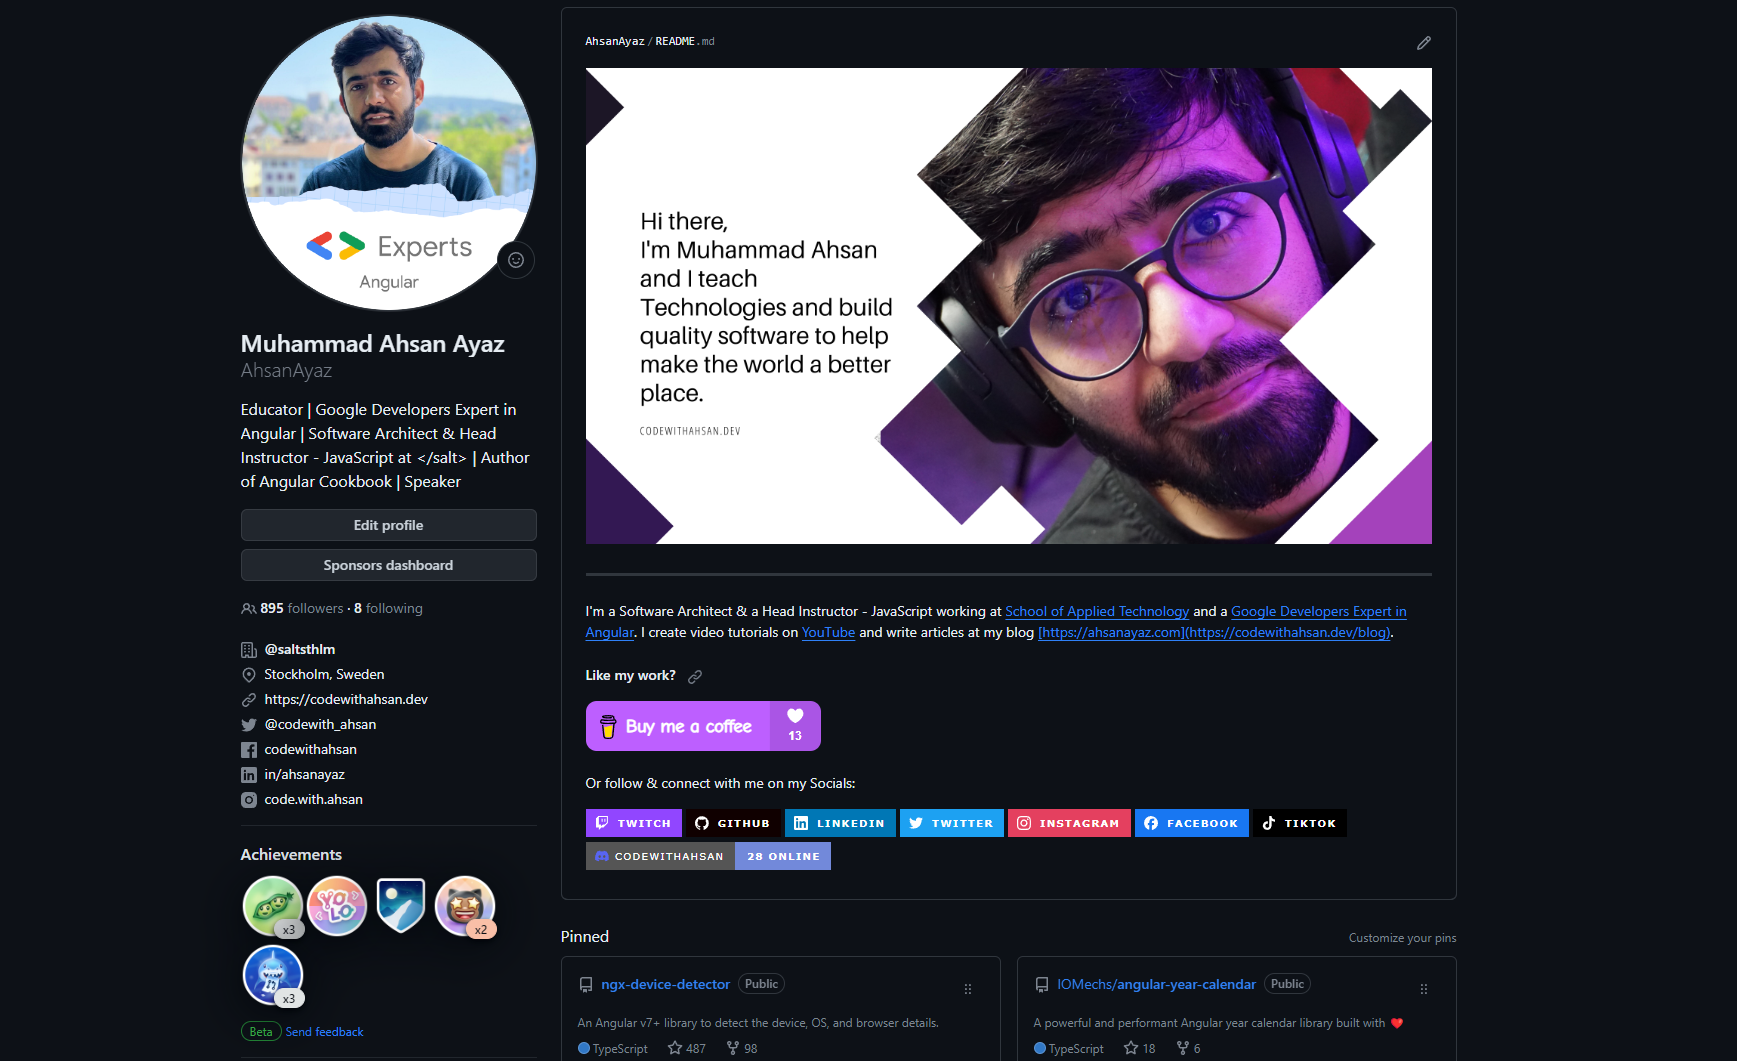 Experts
Angular
Muhammad Ahsan Ayaz
AhsanAyaz
Educator | Google Developers Expert in
Angular | Software Architect & Head
Instructor - JavaScript at </salt> | Author
of Angular Cookbook | Speaker
Edit profile
Sponsors dashboard
895 followers · 8 following
@saltsthlm
Stockholm, Sweden
https://codewithahsan.dev
@codewith_ahsan
codewithahsan
in/ahsanayaz
code.with.ahsan
Achievements
x3
YOLO
x2
x3
Beta Send feedback
AhsanAyaz/README.md
Hi there,
I'm Muhammad Ahsan
and I teach
Technologies and build
quality software to help
make the world a better
place.
CODEWITHAHSAN.DEV
I'm a Software Architect & a Head Instructor - JavaScript working at School of Applied Technology and a Google Developers Expert in
Angular. I create video tutorials on YouTube and write articles at my blog [https://ahsanayaz.com](https://codewithahsan.dev/blog).
Like my work?
Buy me a coffee 13
Or follow & connect with me on my Socials:
TWITCH GITHUB LINKEDIN TWITTER INSTAGRAM FACEBOOK TIKTOK
CODEWITHAHSAN 28 ONLINE
Pinned Customize your pins
ngx-device-detector Public
An Angular v7+ library to detect the device, OS, and browser details.
TypeScript 487 98
IOMechs/angular-year-calendar Public
A powerful and performant Angular year calendar library built with ❤️
TypeScript 18 6